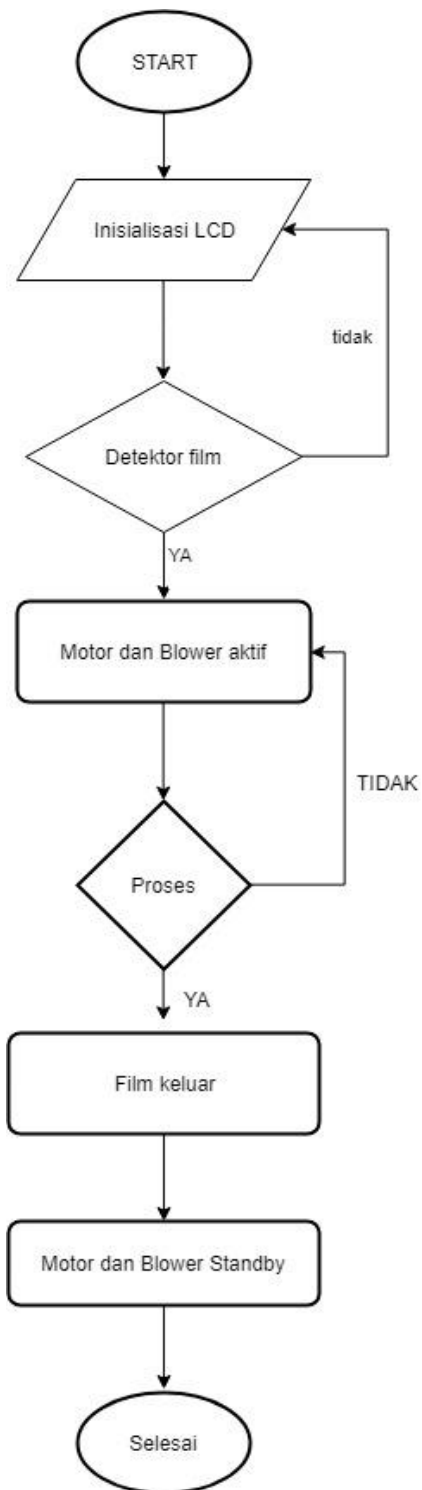 START
Inisialisasi LCD
tidak
Detektor film
YA
Motor dan Blower aktif
TIDAK
Proses
YA
Film keluar
Motor dan Blower Standby
Selesai